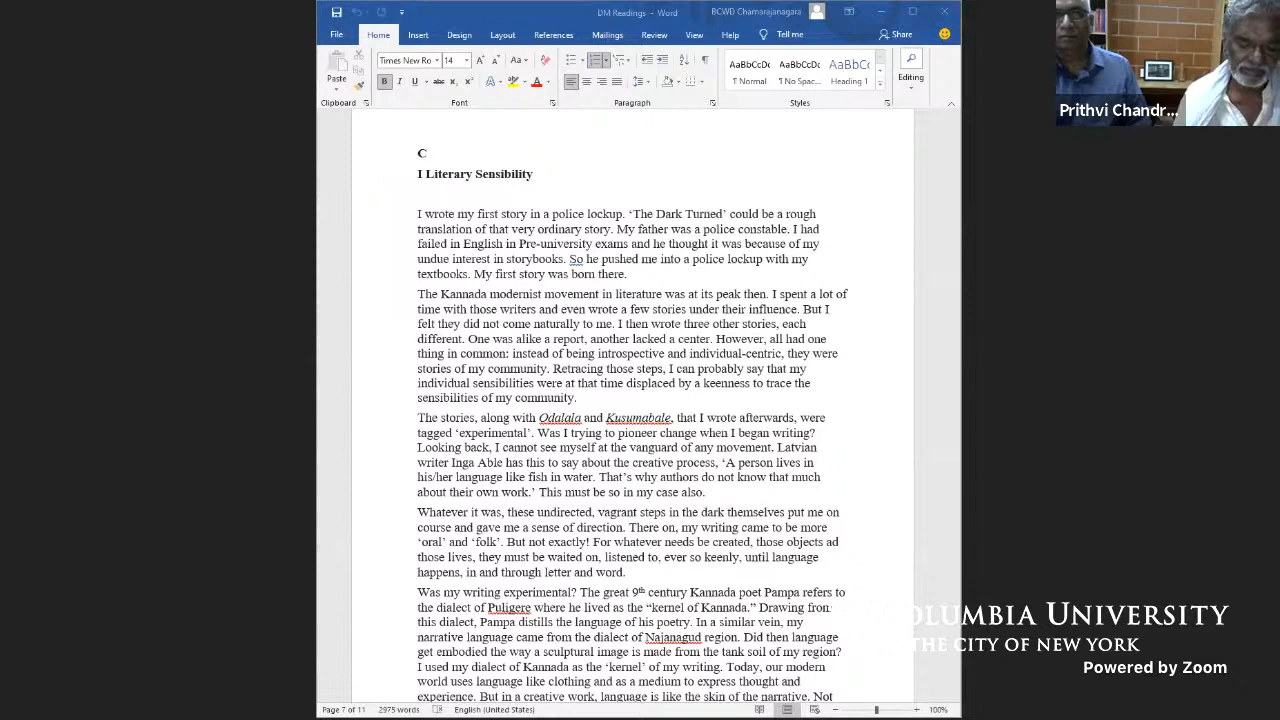 DM Readings - Word
BCWD Chamarajanagara
File Home Insert Design Layout References Mailings Review View Help Tell me Share
Times New Ro 14 Aa
AaBbCcDc AaBbCcDc AaBbCc
Paste Editing
B I U abc x₂ x² A A
¶ Normal ¶ No Spac... Heading 1
Clipboard Font Paragraph Styles
Prithvi Chandr...
C
I Literary Sensibility
I wrote my first story in a police lockup. ‘The Dark Turned’ could be a rough
translation of that very ordinary story. My father was a police constable. I had
failed in English in Pre-university exams and he thought it was because of my
undue interest in storybooks. So he pushed me into a police lockup with my
textbooks. My first story was born there.
The Kannada modernist movement in literature was at its peak then. I spent a lot of
time with those writers and even wrote a few stories under their influence. But I
felt they did not come naturally to me. I then wrote three other stories, each
different. One was alike a report, another lacked a center. However, all had one
thing in common: instead of being introspective and individual-centric, they were
stories of my community. Retracing those steps, I can probably say that my
individual sensibilities were at that time displaced by a keenness to trace the
sensibilities of my community.
The stories, along with Odalala and Kusumabale, that I wrote afterwards, were
tagged ‘experimental’. Was I trying to pioneer change when I began writing?
Looking back, I cannot see myself at the vanguard of any movement. Latvian
writer Inga Able has this to say about the creative process, ‘A person lives in
his/her language like fish in water. That’s why authors do not know that much
about their own work.’ This must be so in my case also.
Whatever it was, these undirected, vagrant steps in the dark themselves put me on
course and gave me a sense of direction. There on, my writing came to be more
‘oral’ and ‘folk’. But not exactly! For whatever needs be created, those objects ad
those lives, they must be waited on, listened to, ever so keenly, until language
happens, in and through letter and word.
Was my writing experimental? The great 9th century Kannada poet Pampa refers to
the dialect of Puligere where he lived as the “kernel of Kannada.” Drawing from
this dialect, Pampa distills the language of his poetry. In a similar vein, my
narrative language came from the dialect of Najanagud region. Did then language
get embodied the way a sculptural image is made from the tank soil of my region?
I used my dialect of Kannada as the ‘kernel’ of my writing. Today, our modern
world uses language like clothing and as a medium to express thought and
experience. But in a creative work, language is like the skin of the narrative. Not
COLUMBIA UNIVERSITY
IN THE CITY OF NEW YORK
Powered by Zoom
Page 7 of 11 2975 words English (United States) 100%